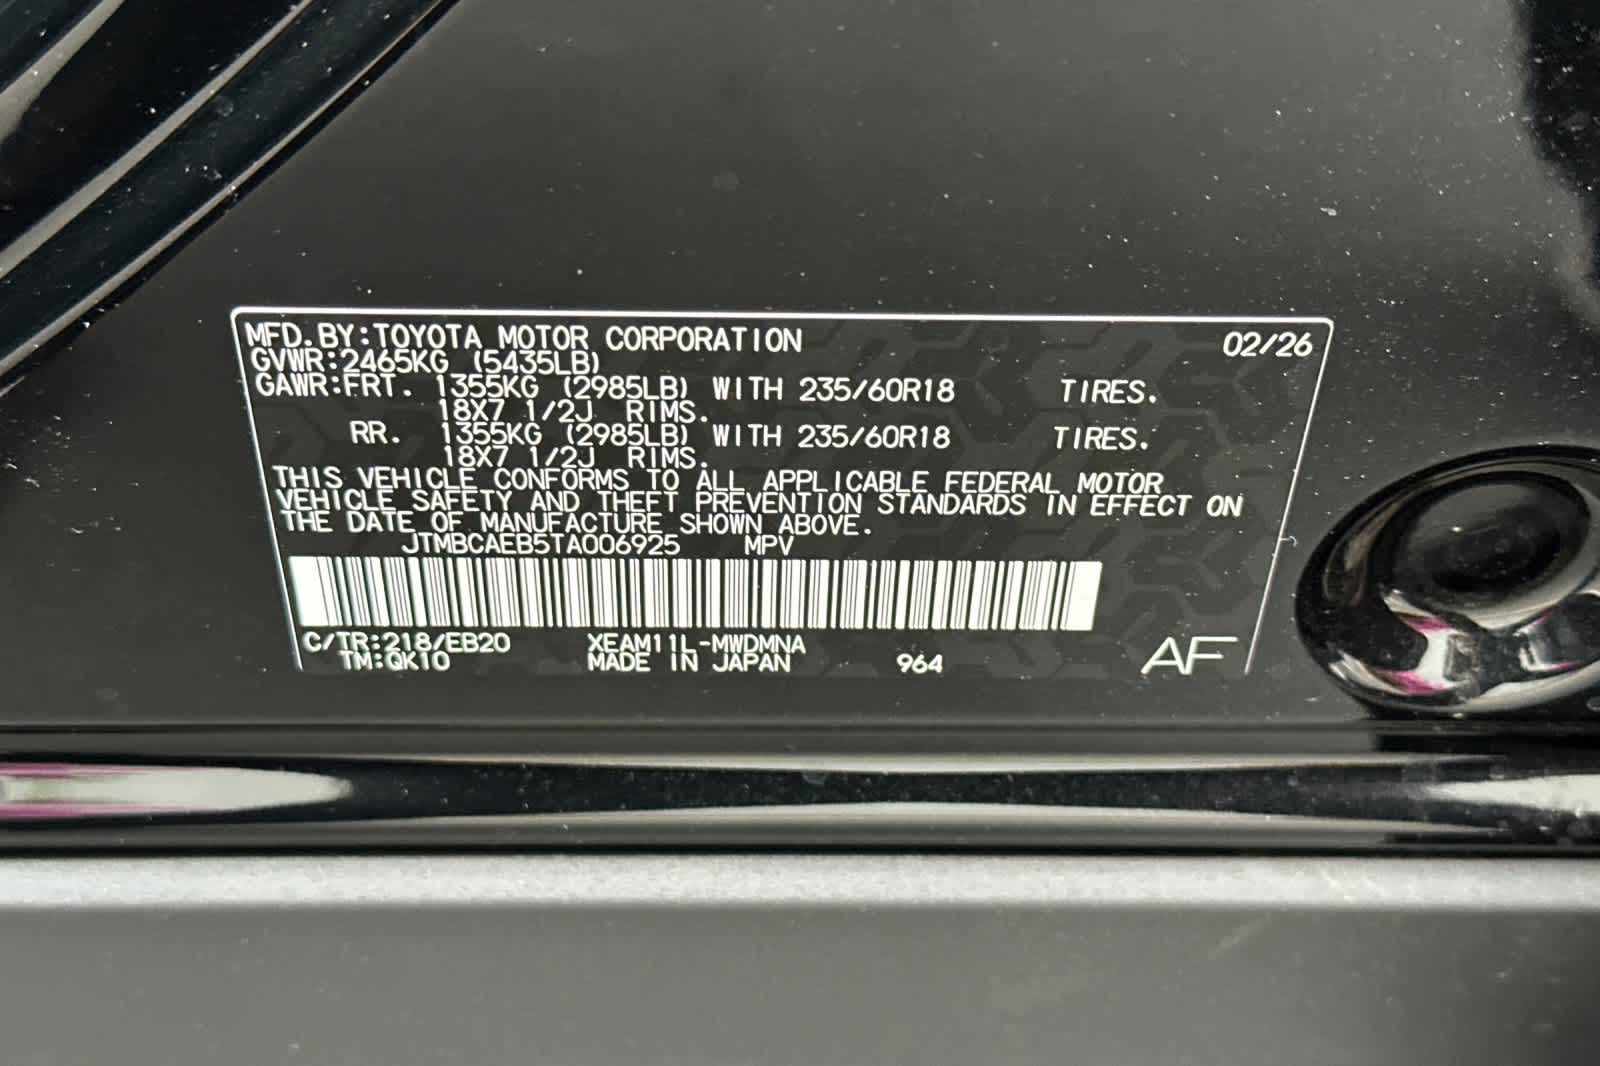 MFD. BY:TOYOTA MOTOR CORPORATION 02/26
GVWR:2465KG (5435LB)
GAWR:FRT. 1355KG (2985LB) WITH 235/60R18 TIRES.
18X7 1/2J RIMS.
RR. 1355KG (2985LB) WITH 235/60R18 TIRES.
18X7 1/2J RIMS.
THIS VEHICLE CONFORMS TO ALL APPLICABLE FEDERAL MOTOR
VEHICLE SAFETY AND THEFT PREVENTION STANDARDS IN EFFECT ON
THE DATE OF MANUFACTURE SHOWN ABOVE.
JTMBCAEB5TA006925 MPV
C/TR:218/EB20 XEAM11L-MWDMNA
TM:QK10 MADE IN JAPAN 964 AF